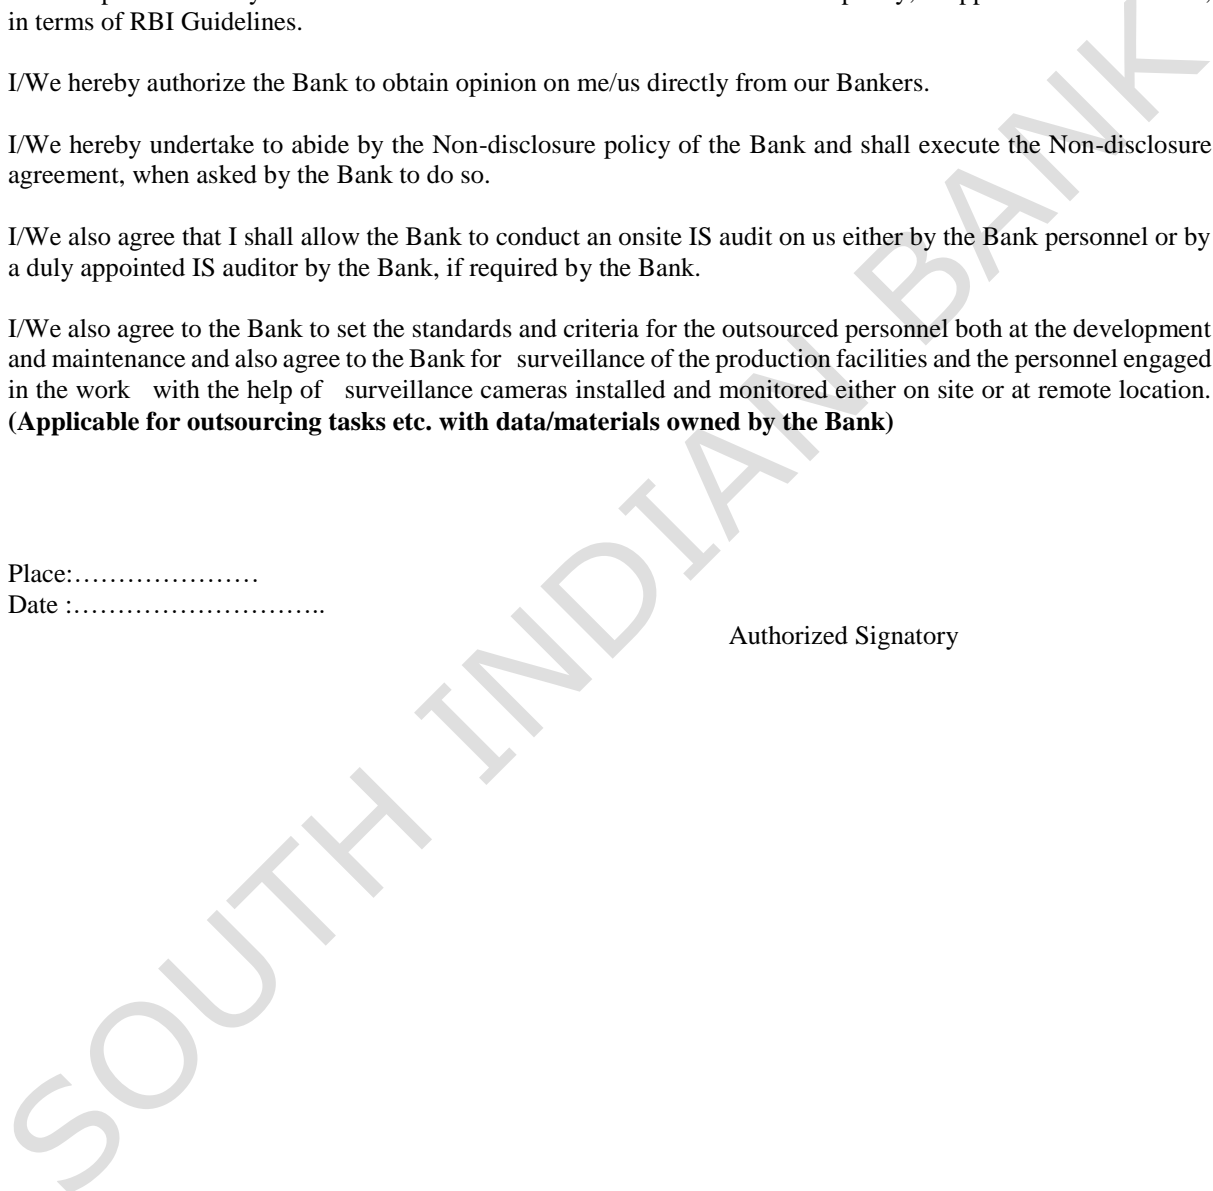 in terms of RBI Guidelines.
I/We hereby authorize the Bank to obtain opinion on me/us directly from our Bankers.
I/We hereby undertake to abide by the Non-disclosure policy of the Bank and shall execute the Non-disclosure
agreement, when asked by the Bank to do so.
I/We also agree that I shall allow the Bank to conduct an onsite IS audit on us either by the Bank personnel or by
a duly appointed IS auditor by the Bank, if required by the Bank.
I/We also agree to the Bank to set the standards and criteria for the outsourced personnel both at the development
and maintenance and also agree to the Bank for surveillance of the production facilities and the personnel engaged
in the work with the help of surveillance cameras installed and monitored either on site or at remote location.
(Applicable for outsourcing tasks etc. with data/materials owned by the Bank)
Place:…………………
Date :………………………..
Authorized Signatory
SOUTH INDIAN BANK